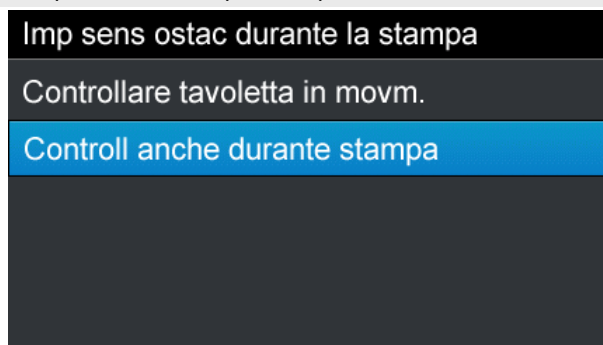 Imp sens ostac durante la stampa
Controllare tavoletta in movm.
Controll anche durante stampa